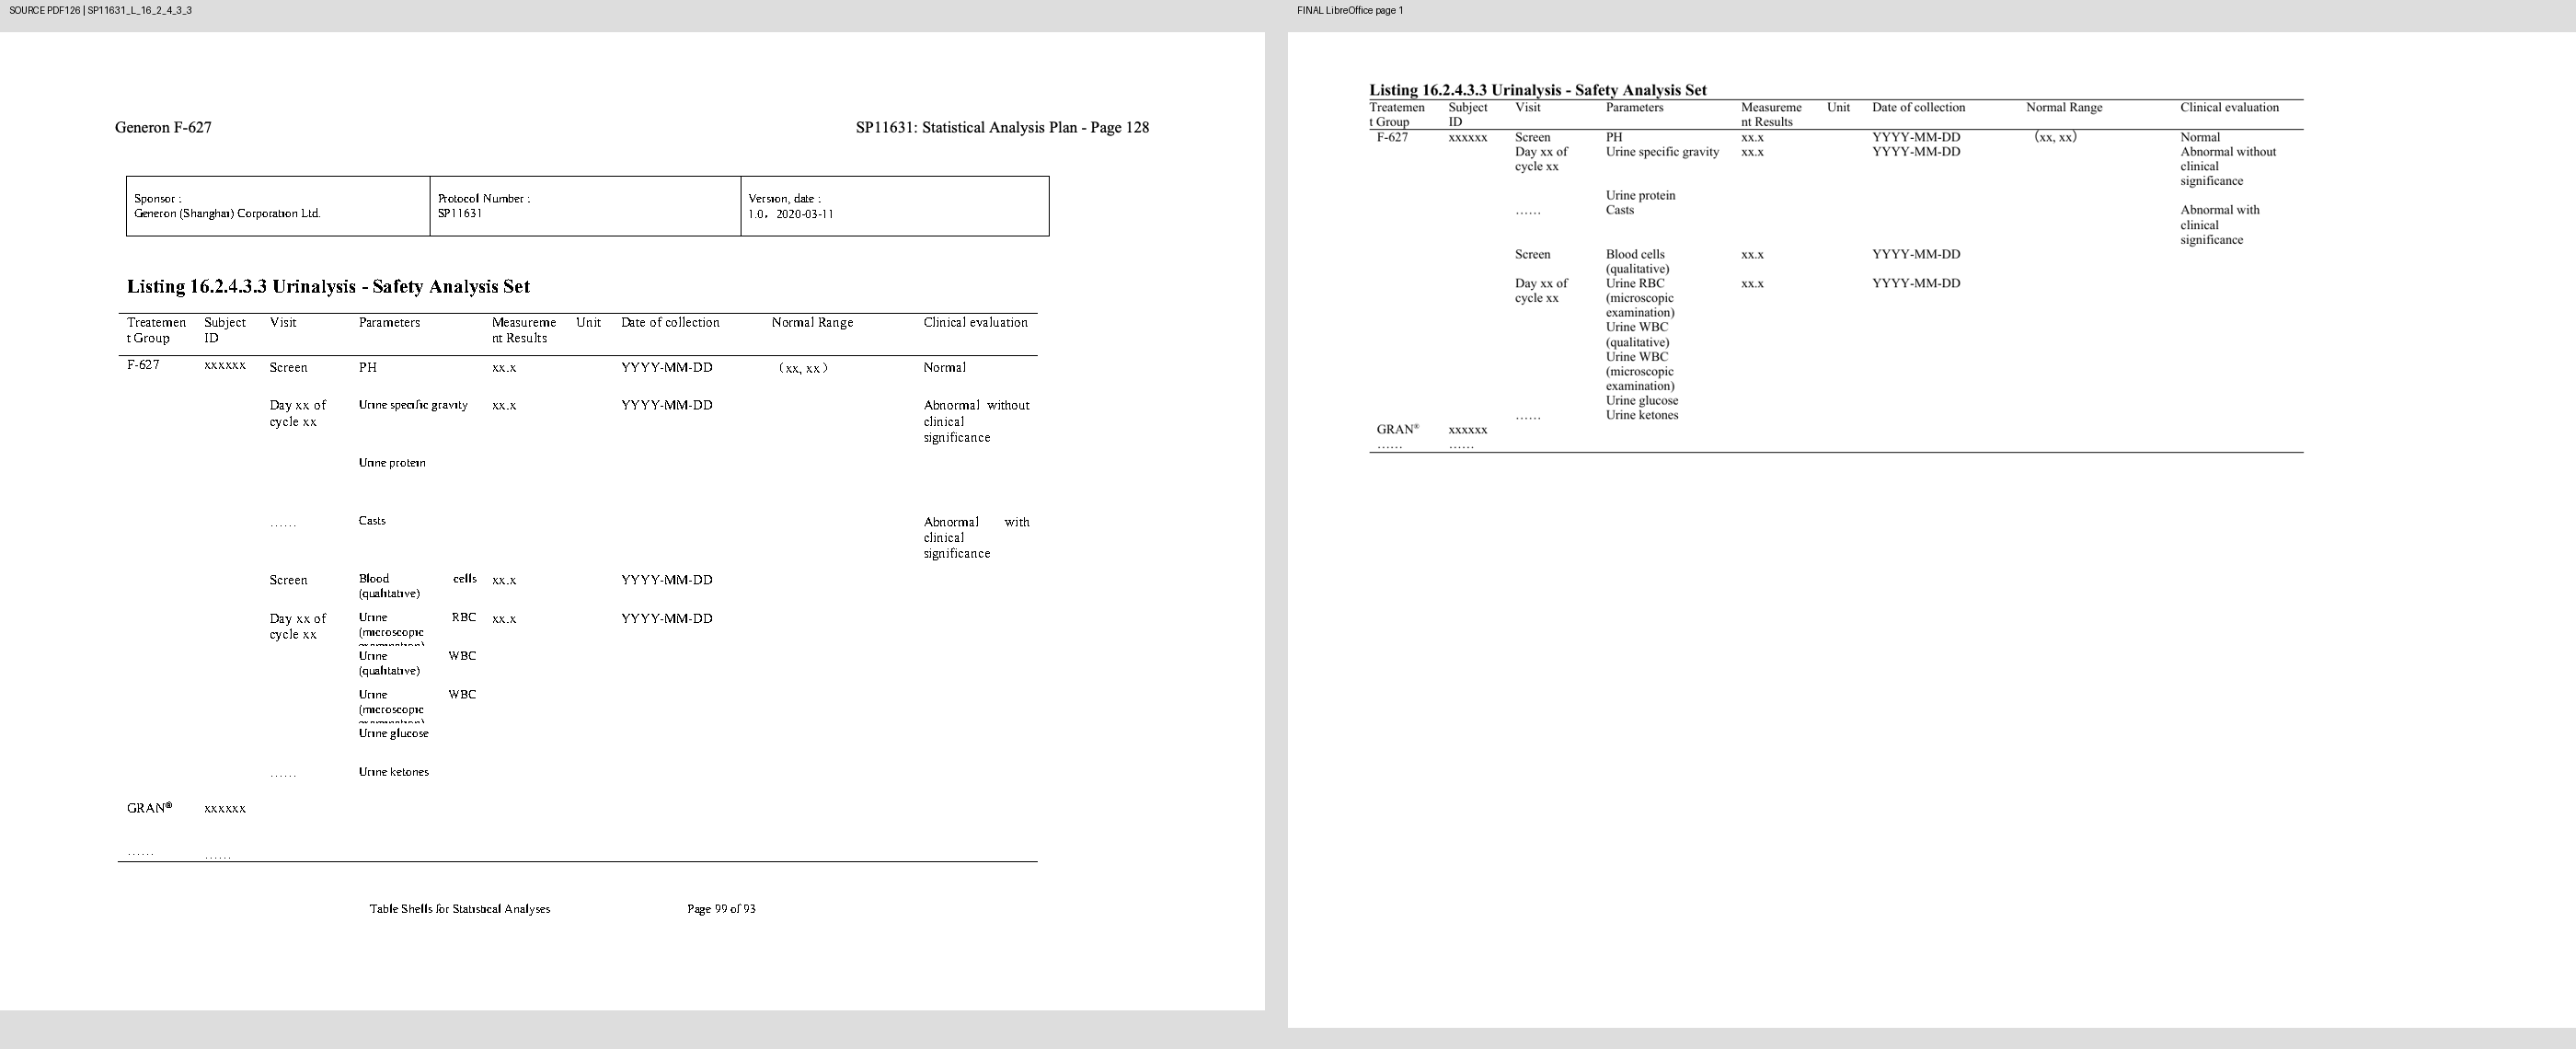 SOURCE PDF126 | SP11631_L_16_2_4_3_3
Generon F-627 SP11631: Statistical Analysis Plan - Page 128
Sponsor : Protocol Number : Version, date :
Generon (Shanghai) Corporation Ltd. SP11631 1.0，2020-03-11
Listing 16.2.4.3.3 Urinalysis - Safety Analysis Set
Treatemen Subject Visit Parameters Measureme Unit Date of collection Normal Range Clinical evaluation
t Group ID nt Results
F-627 xxxxxx Screen PH xx.x YYYY-MM-DD （xx, xx） Normal
Day xx of Urine specific gravity xx.x YYYY-MM-DD Abnormal without
cycle xx clinical
significance
Urine protein
...... Casts Abnormal with
clinical
significance
Screen Blood cells xx.x YYYY-MM-DD
(qualitative)
Day xx of Urine RBC xx.x YYYY-MM-DD
cycle xx (microscopic
examination)
Urine WBC
(qualitative)
Urine WBC
(microscopic
examination)
Urine glucose
...... Urine ketones
GRAN® xxxxxx
...... ......
Table Shells for Statistical Analyses Page 99 of 93
FINAL LibreOffice page 1
Listing 16.2.4.3.3 Urinalysis - Safety Analysis Set
Treatemen Subject Visit Parameters Measureme Unit Date of collection Normal Range Clinical evaluation
t Group ID nt Results
F-627 xxxxxx Screen PH xx.x YYYY-MM-DD （xx, xx） Normal
Day xx of Urine specific gravity xx.x YYYY-MM-DD Abnormal without
cycle xx clinical
significance
Urine protein
...... Casts Abnormal with
clinical
significance
Screen Blood cells xx.x YYYY-MM-DD
(qualitative)
Day xx of Urine RBC xx.x YYYY-MM-DD
cycle xx (microscopic
examination)
Urine WBC
(qualitative)
Urine WBC
(microscopic
examination)
Urine glucose
...... Urine ketones
GRAN® xxxxxx
...... ......